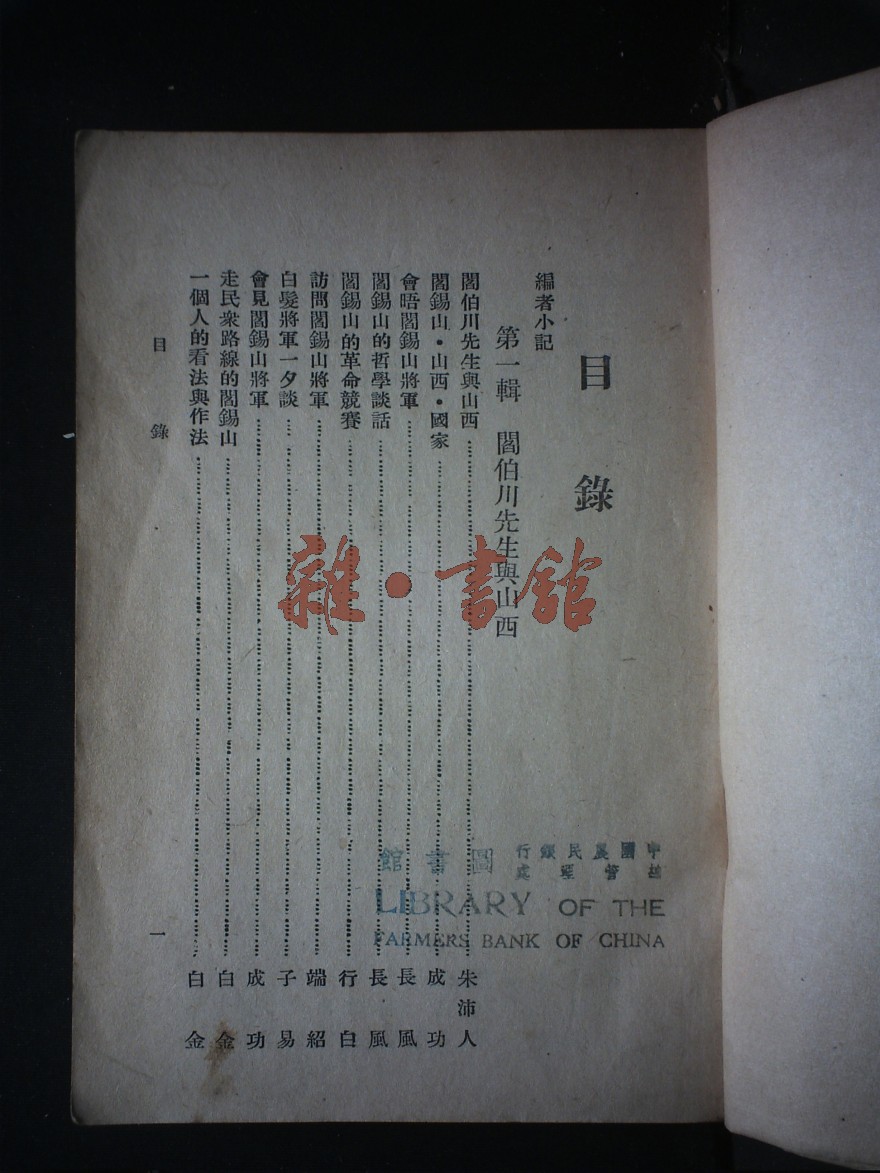 目錄
編者小記
第一輯 閻伯川先生與山西
閻伯川先生與山西……朱沛人
閻錫山・山西・國家……成功
會晤閻錫山將軍……長風
閻錫山的哲學談話……長風
閻錫山的革命競賽……行白
訪問閻錫山將軍……端紹
白髮將軍一夕談……子易
會見閻錫山將軍……成功
走民衆路線的閻錫山……白金
一個人的看法與作法……白金
目錄
一
雜・書館
中國農民銀行
總管理處
圖書館
LIBRARY OF THE
FARMERS BANK OF CHINA